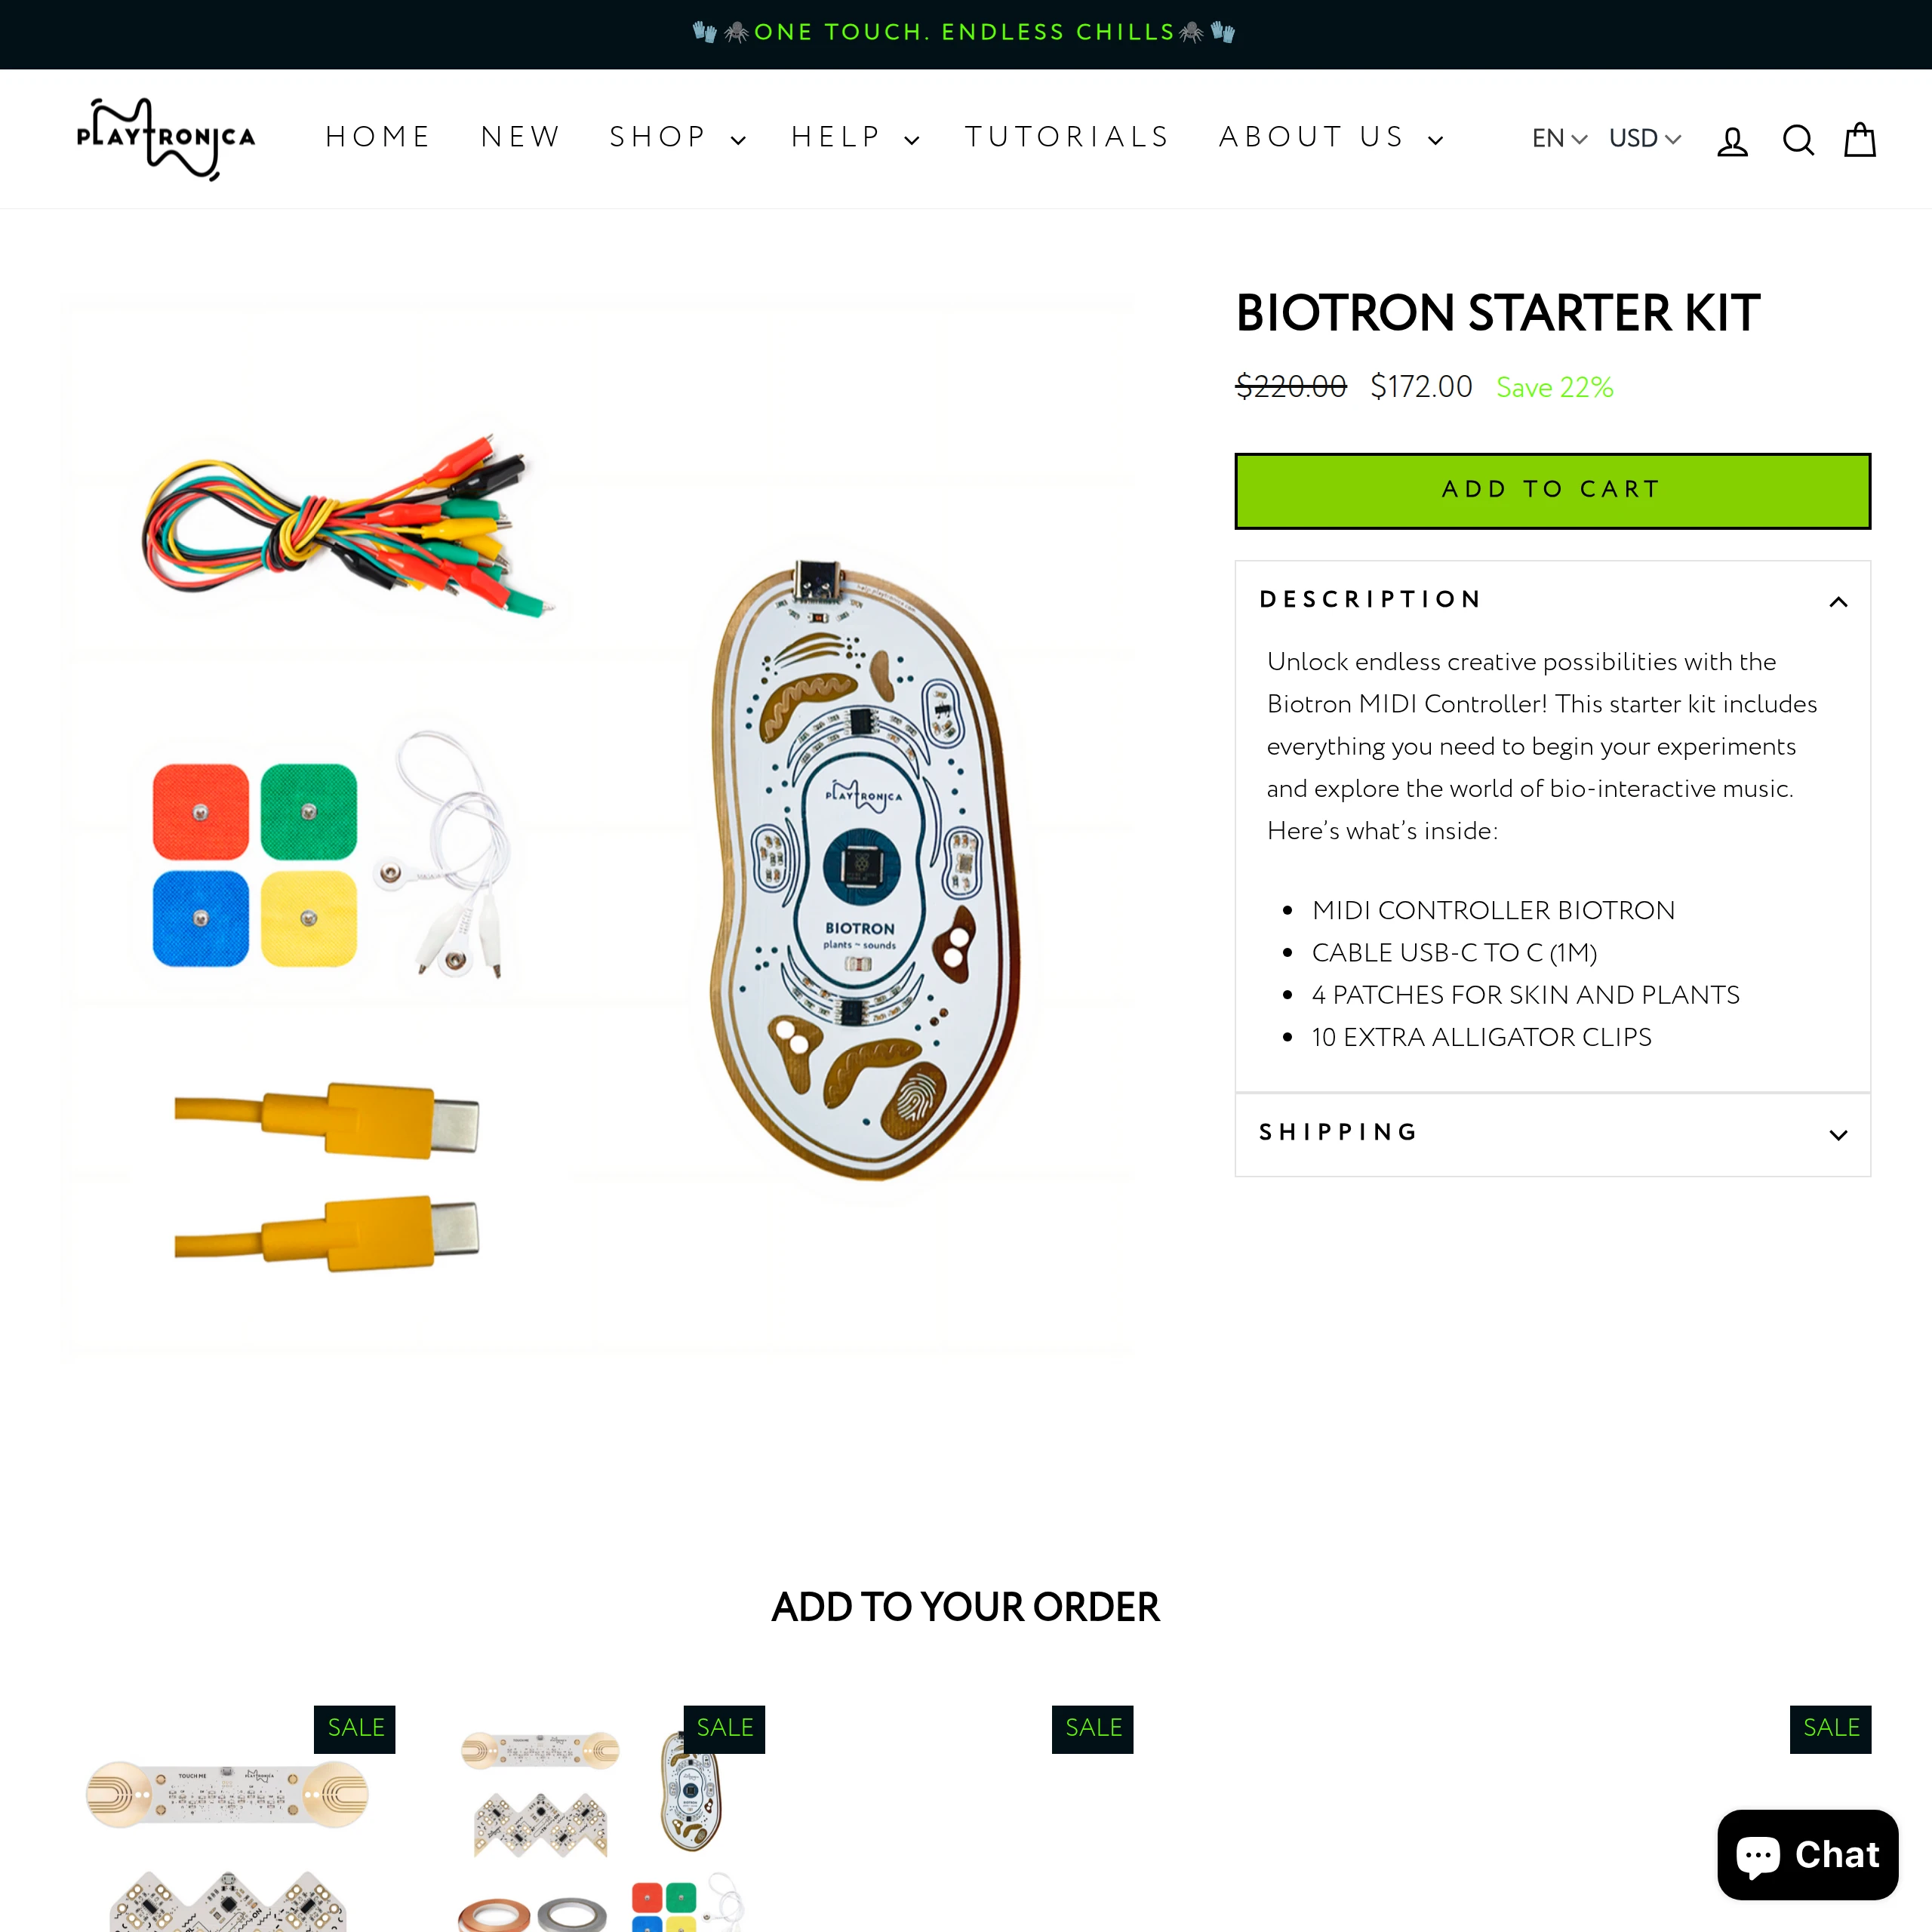 ONE TOUCH. ENDLESS CHILLS
PLAYTRONICA
HOME
NEW
SHOP
HELP
TUTORIALS
ABOUT US
EN
USD
BIOTRON STARTER KIT
$220.00 $172.00 Save 22%
ADD TO CART
DESCRIPTION
Unlock endless creative possibilities with the
Biotron MIDI Controller! This starter kit includes
everything you need to begin your experiments
and explore the world of bio-interactive music.
Here's what's inside:
MIDI CONTROLLER BIOTRON
CABLE USB-C TO C (1M)
4 PATCHES FOR SKIN AND PLANTS
10 EXTRA ALLIGATOR CLIPS
SHIPPING
PLAYTRONICA
BIOTRON
plants ~ sounds
ADD TO YOUR ORDER
SALE
SALE
SALE
SALE
TOUCH ME
PLAYTRONICA
Chat